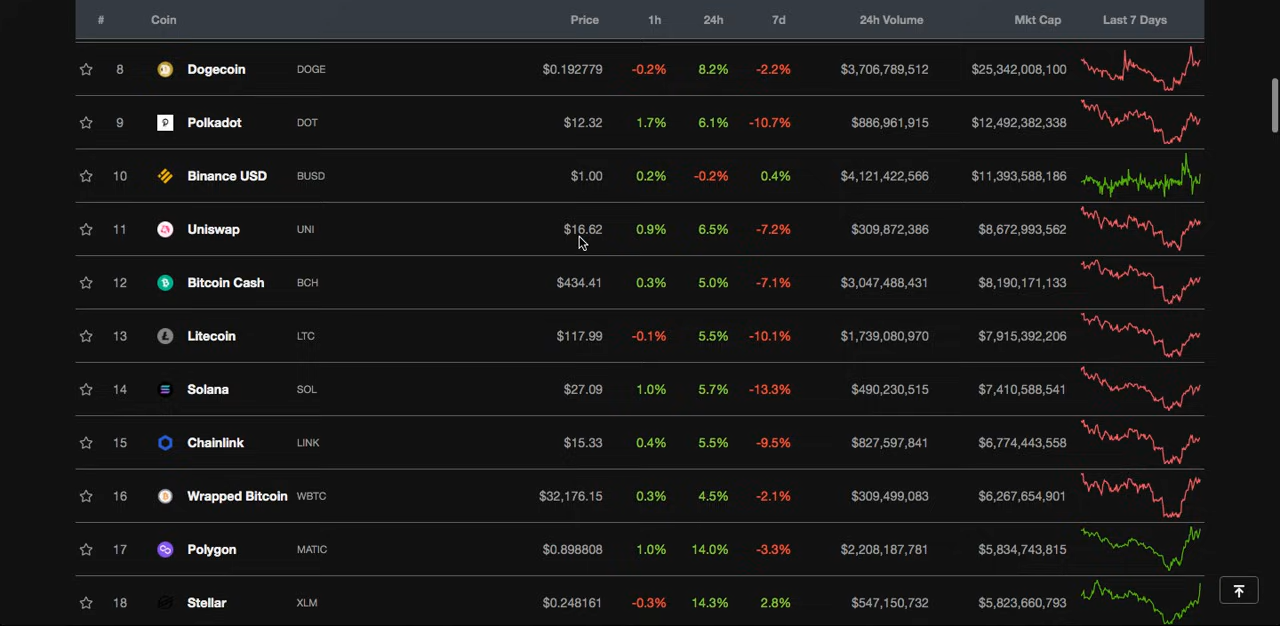 # Coin Price 1h 24h 7d 24h Volume Mkt Cap Last 7 Days
8 Dogecoin DOGE $0.192779 -0.2% 8.2% -2.2% $3,706,789,512 $25,342,008,100
9 Polkadot DOT $12.32 1.7% 6.1% -10.7% $886,961,915 $12,492,382,338
10 Binance USD BUSD $1.00 0.2% -0.2% 0.4% $4,121,422,566 $11,393,588,186
11 Uniswap UNI $16.62 0.9% 6.5% -7.2% $309,872,386 $8,672,993,562
12 Bitcoin Cash BCH $434.41 0.3% 5.0% -7.1% $3,047,488,431 $8,190,171,133
13 Litecoin LTC $117.99 -0.1% 5.5% -10.1% $1,739,080,970 $7,915,392,206
14 Solana SOL $27.09 1.0% 5.7% -13.3% $490,230,515 $7,410,588,541
15 Chainlink LINK $15.33 0.4% 5.5% -9.5% $827,597,841 $6,774,443,558
16 Wrapped Bitcoin WBTC $32,176.15 0.3% 4.5% -2.1% $309,499,083 $6,267,654,901
17 Polygon MATIC $0.898808 1.0% 14.0% -3.3% $2,208,187,781 $5,834,743,815
18 Stellar XLM $0.248161 -0.3% 14.3% 2.8% $547,150,732 $5,823,660,793